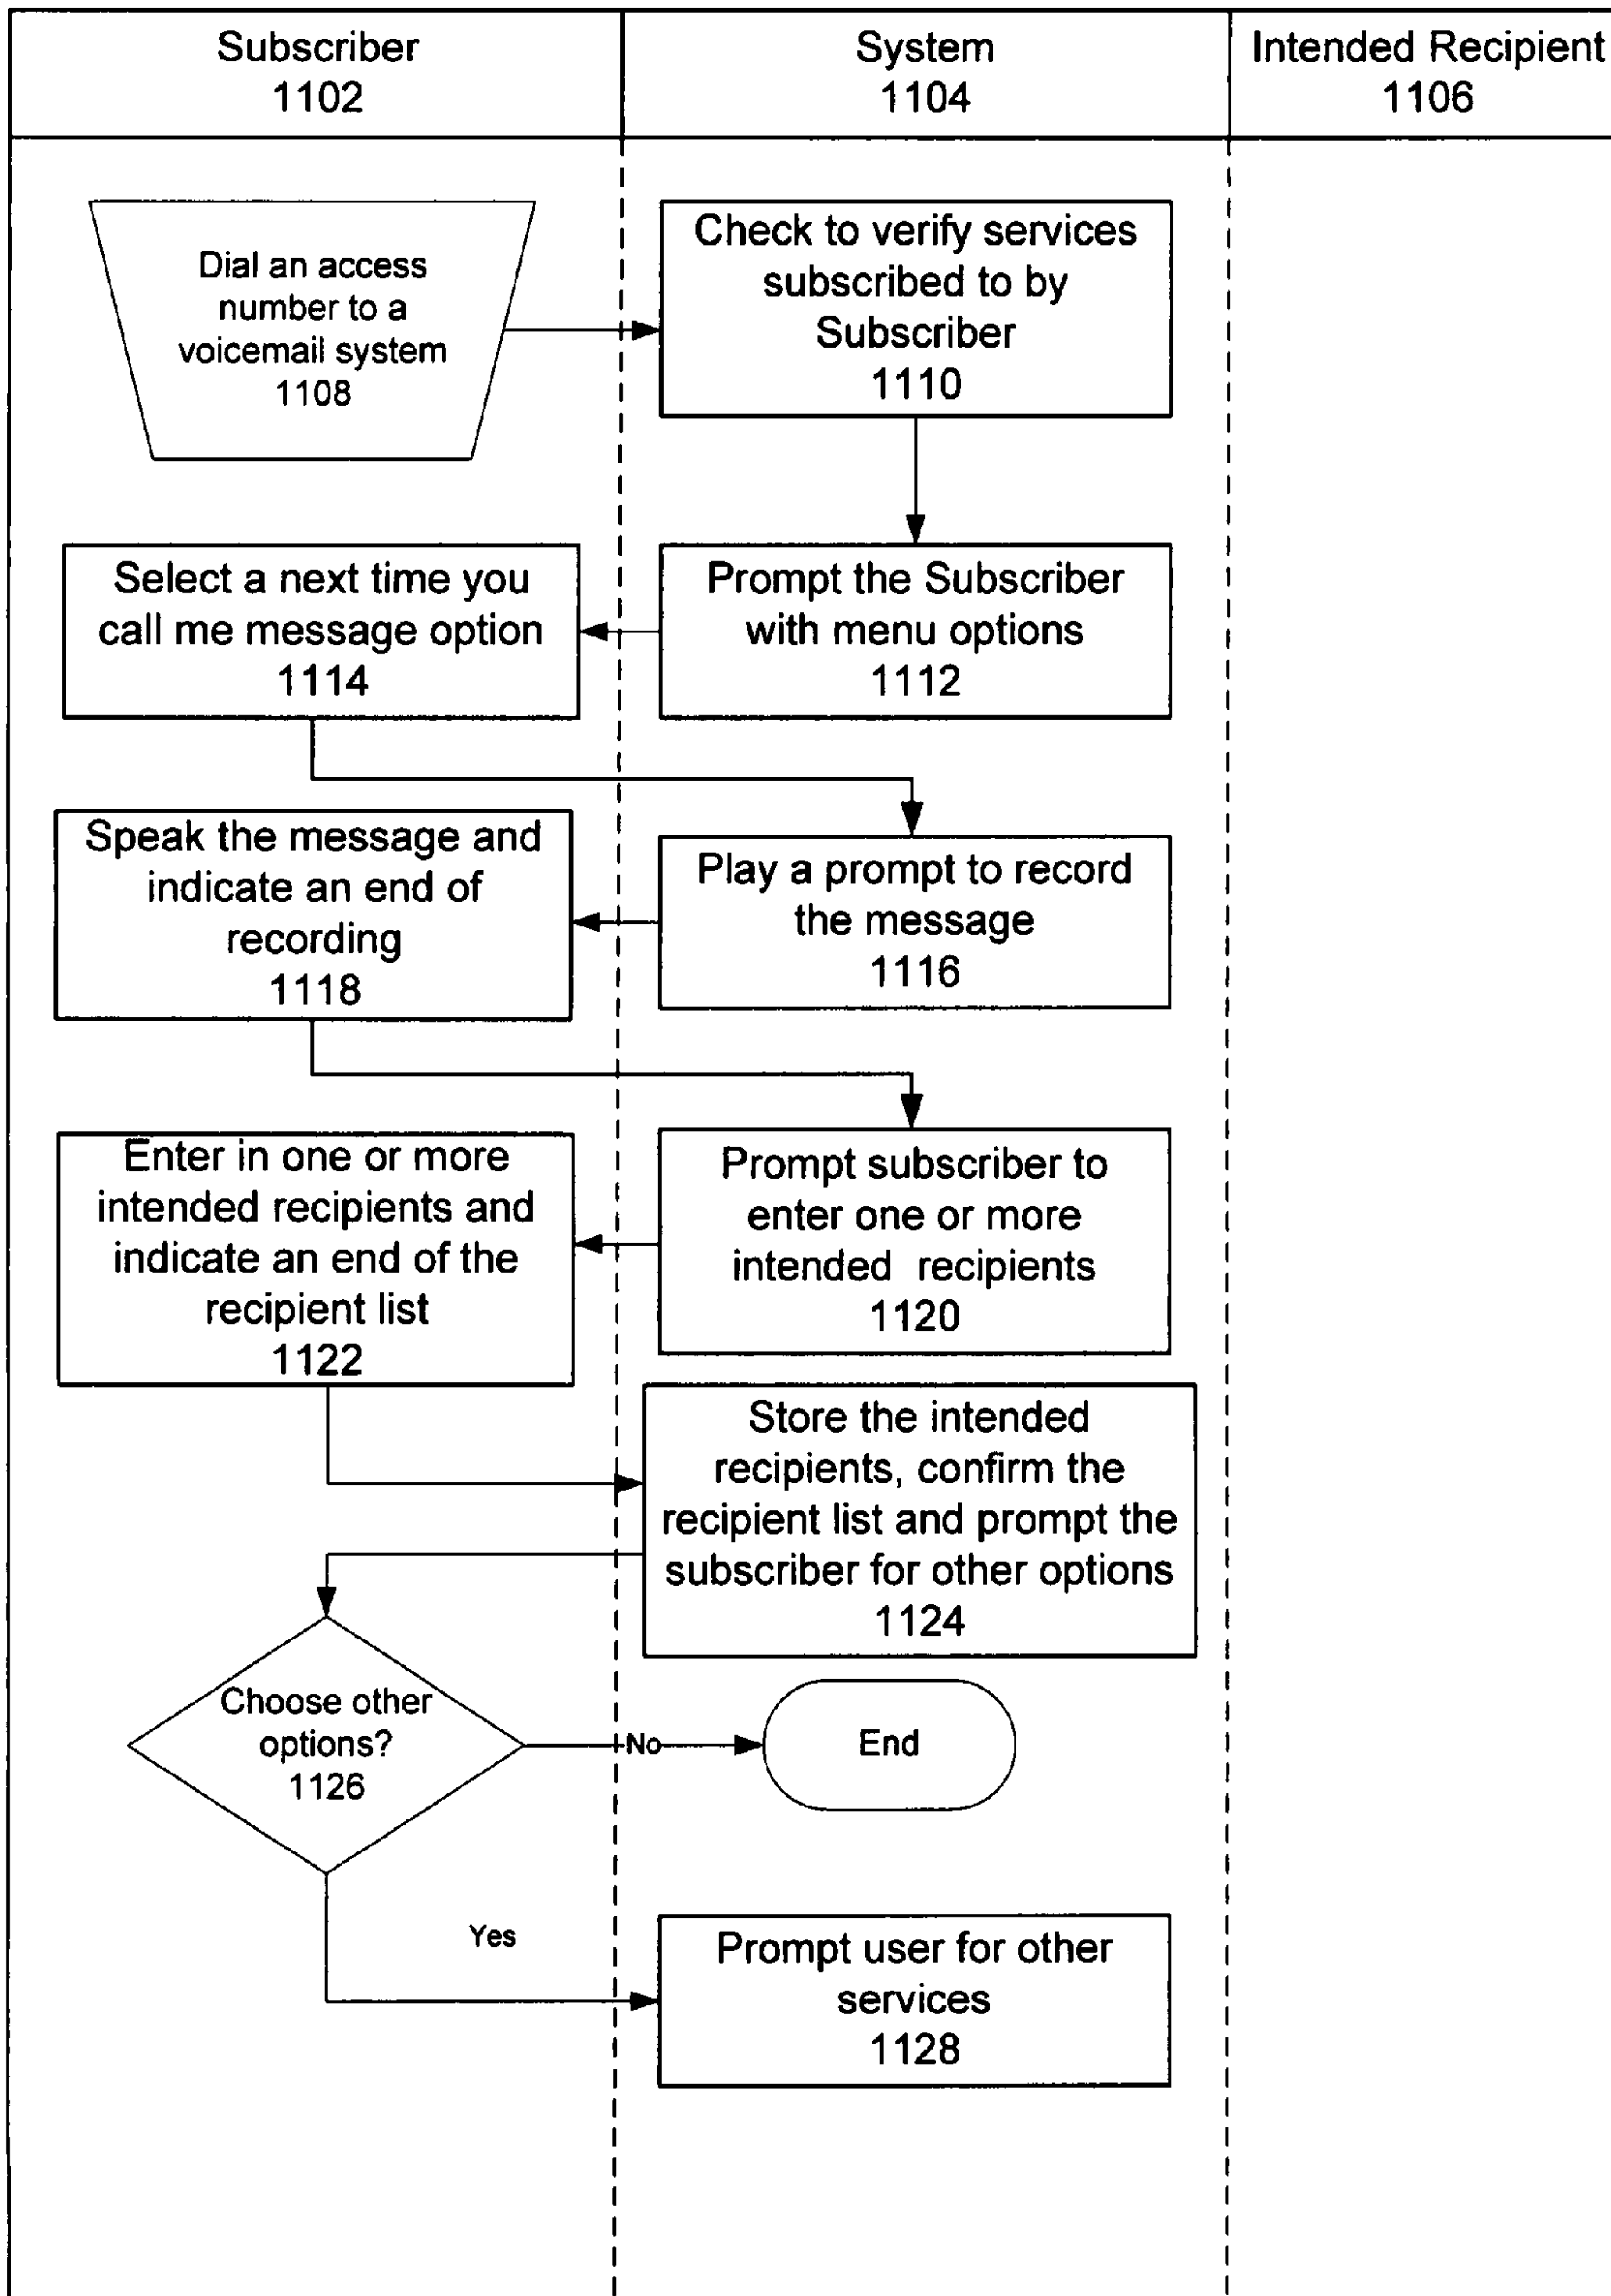 Subscriber
1102
System
1104
Intended Recipient
1106
Dial an access
number to a
voicemail system
1108
Check to verify services
subscribed to by
Subscriber
1110
Prompt the Subscriber
with menu options
1112
Select a next time you
call me message option
1114
Play a prompt to record
the message
1116
Speak the message and
indicate an end of
recording
1118
Prompt subscriber to
enter one or more
intended recipients
1120
Enter in one or more
intended recipients and
indicate an end of the
recipient list
1122
Store the intended
recipients, confirm the
recipient list and prompt the
subscriber for other options
1124
Choose other
options?
1126
No
End
Yes
Prompt user for other
services
1128